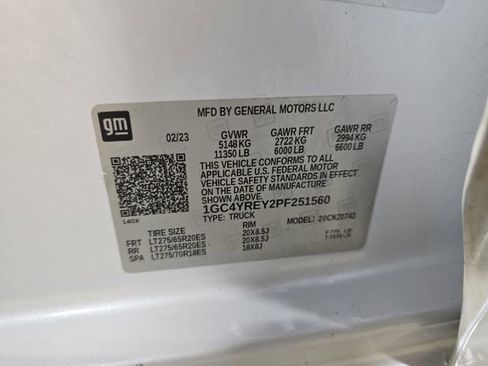 gm
MFD BY GENERAL MOTORS LLC
02/23 GVWR GAWR FRT GAWR RR
5148 KG 2722 KG 2994 KG
11350 LB 6000 LB 6600 LB
THIS VEHICLE CONFORMS TO ALL
APPLICABLE U.S. FEDERAL MOTOR
VEHICLE SAFETY STANDARDS IN EFFECT
ON THE DATE OF MANUFACTURE
1GC4YREY2PF251560
TYPE: TRUCK MODEL: 20CK20743
140X
TIRE SIZE RIM
FRT LT275/65R20ES 20X8.5J
RR LT275/65R20ES 20X8.5J
SPA LT275/70R18ES 18X8J